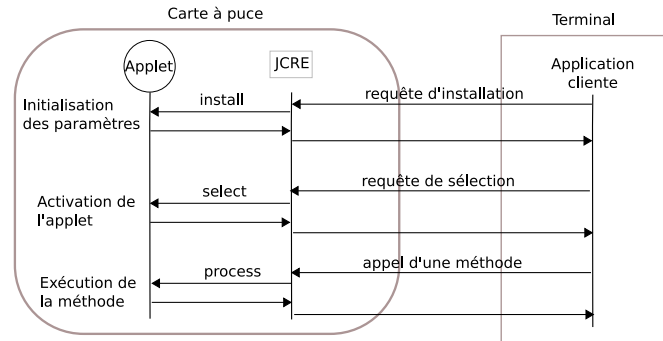 Carte à puce
Terminal
Applet
JCRE
Application
cliente
Initialisation
des paramètres
install
requête d'installation
Activation de
l'applet
select
requête de sélection
Exécution de
la méthode
process
appel d'une méthode